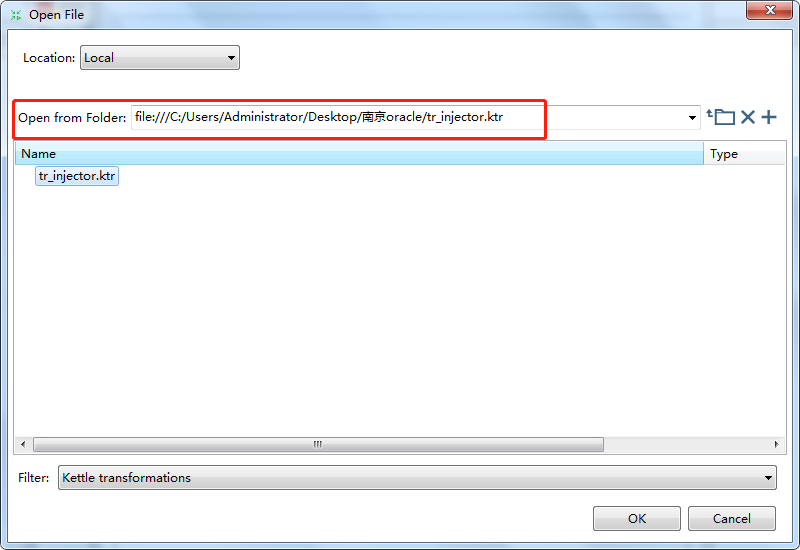 Open File
Location: Local
Open from Folder: file:///C:/Users/Administrator/Desktop/南京oracle/tr_injector.ktr
Name Type
tr_injector.ktr
Filter: Kettle transformations
OK Cancel